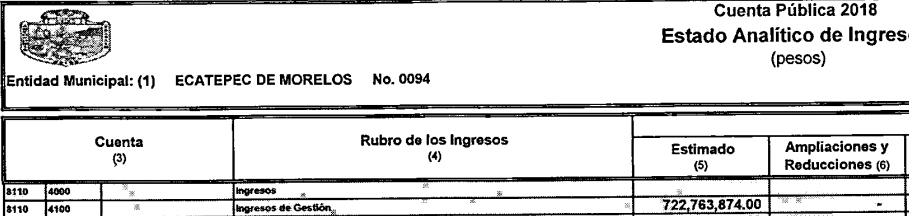 Cuenta Pública 2018
Estado Analítico de Ingres
(pesos)
Entidad Municipal: (1) ECATEPEC DE MORELOS No. 0094
Cuenta (3) Rubro de los Ingresos (4) Estimado (5) Ampliaciones y Reducciones (6)
8110 4000 Ingresos
8110 4100 Ingresos de Gestión 722,763,874.00 -